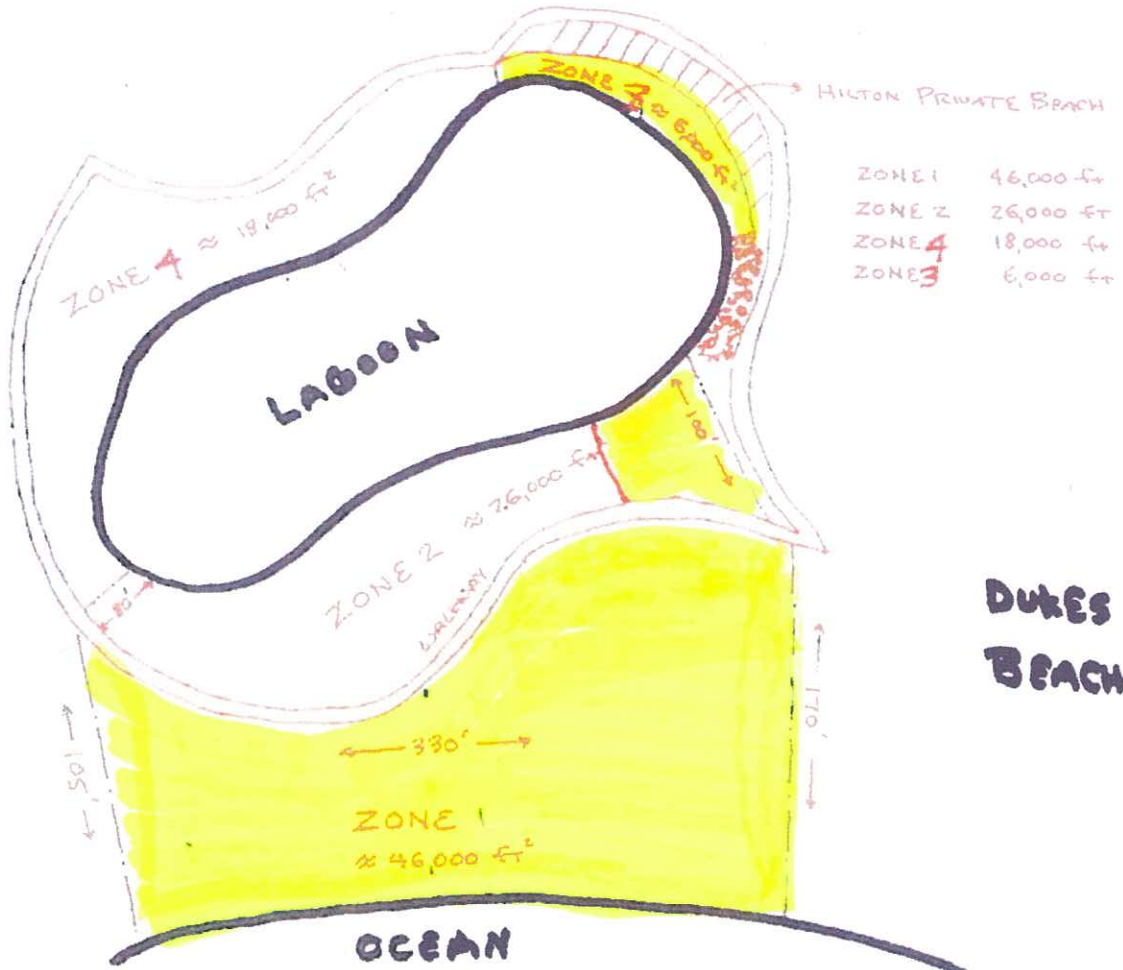 ZONE 3 ≈ 6,000 ft²
HILTON PRIVATE BEACH
ZONE 1 46,000 ft
ZONE 2 26,000 ft
ZONE 4 18,000 ft
ZONE 3 6,000 ft
ZONE 4 ≈ 18,000 ft²
LAGOON
100'
ZONE 2 ≈ 26,000 ft²
80'
WALKWAY
DUKES
BEACH
105'
330'
170'
ZONE 1
≈ 46,000 ft²
OCEAN